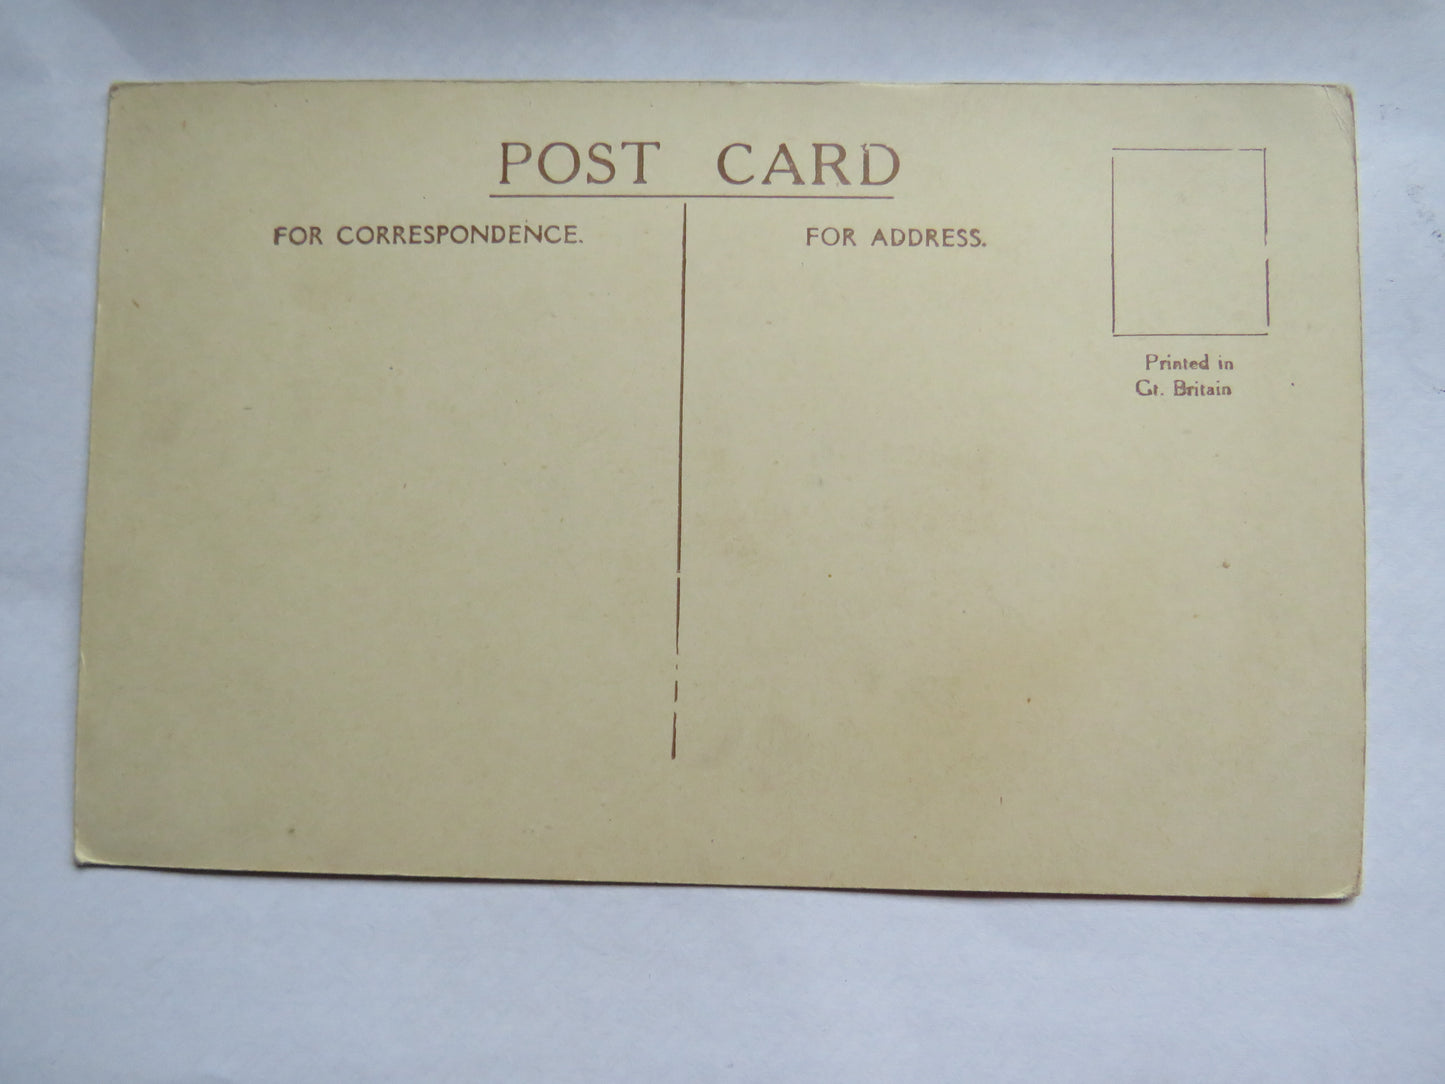 POST CARD
FOR CORRESPONDENCE.
FOR ADDRESS.
Printed in
Gt. Britain